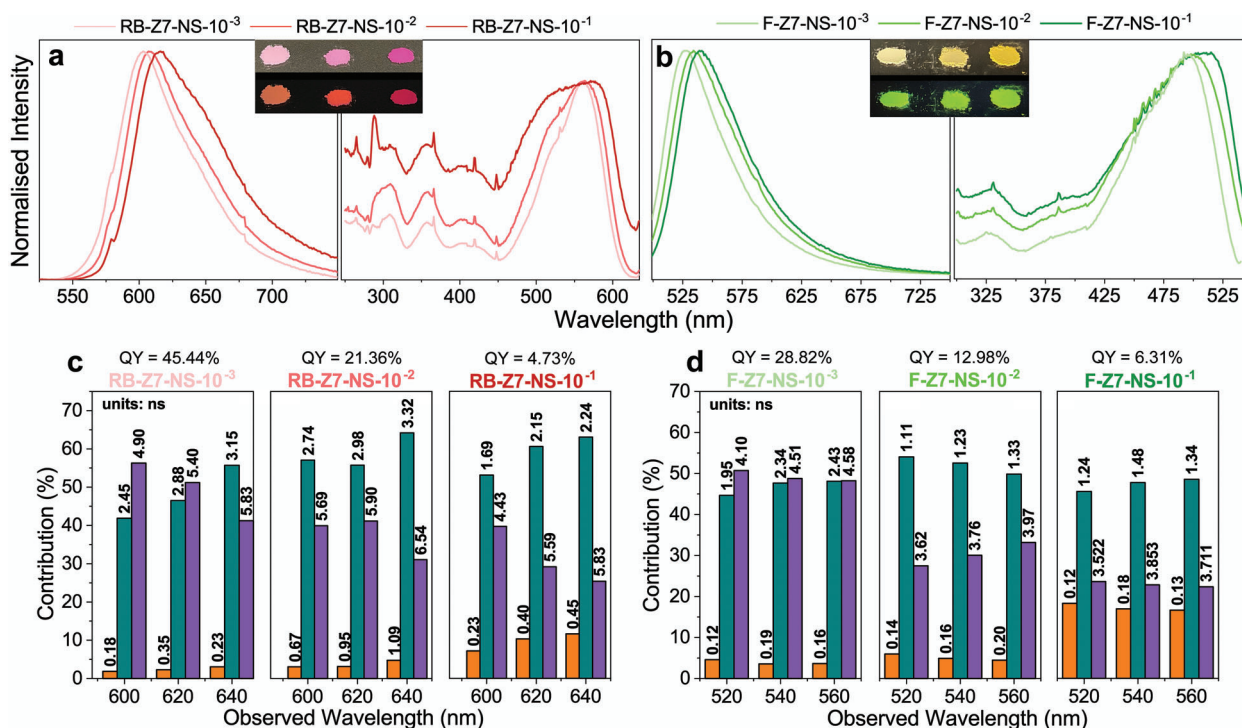 RB-Z7-NS-10⁻³ RB-Z7-NS-10⁻² RB-Z7-NS-10⁻¹
F-Z7-NS-10⁻³ F-Z7-NS-10⁻² F-Z7-NS-10⁻¹
a
b
Normalised Intensity
550 600 650 700
250 300 350 400 450 500 550 600
525 575 625 675 725
325 375 425 475 525
Wavelength (nm)
Wavelength (nm)
c
QY = 45.44% QY = 21.36% QY = 4.73%
RB-Z7-NS-10⁻³ RB-Z7-NS-10⁻² RB-Z7-NS-10⁻¹
units: ns
Contribution (%)
70
60
50
40
30
20
10
0
0.18 2.45 4.90 0.35 2.88 5.40 0.23 3.15 5.83
0.67 2.74 5.69 0.95 2.98 5.90 1.09 3.32 6.54
0.23 1.69 4.43 0.40 2.15 5.59 0.45 2.24 5.83
600 620 640 600 620 640 600 620 640
Observed Wavelength (nm)
d
QY = 28.82% QY = 12.98% QY = 6.31%
F-Z7-NS-10⁻³ F-Z7-NS-10⁻² F-Z7-NS-10⁻¹
units: ns
Contribution (%)
70
60
50
40
30
20
10
0
0.12 1.95 4.10 0.19 2.34 4.51 0.16 2.43 4.58
0.14 1.11 3.62 0.16 1.23 3.76 0.20 1.33 3.97
0.12 1.24 3.522 0.18 1.48 3.853 0.13 1.34 3.711
520 540 560 520 540 560 520 540 560
Observed Wavelength (nm)